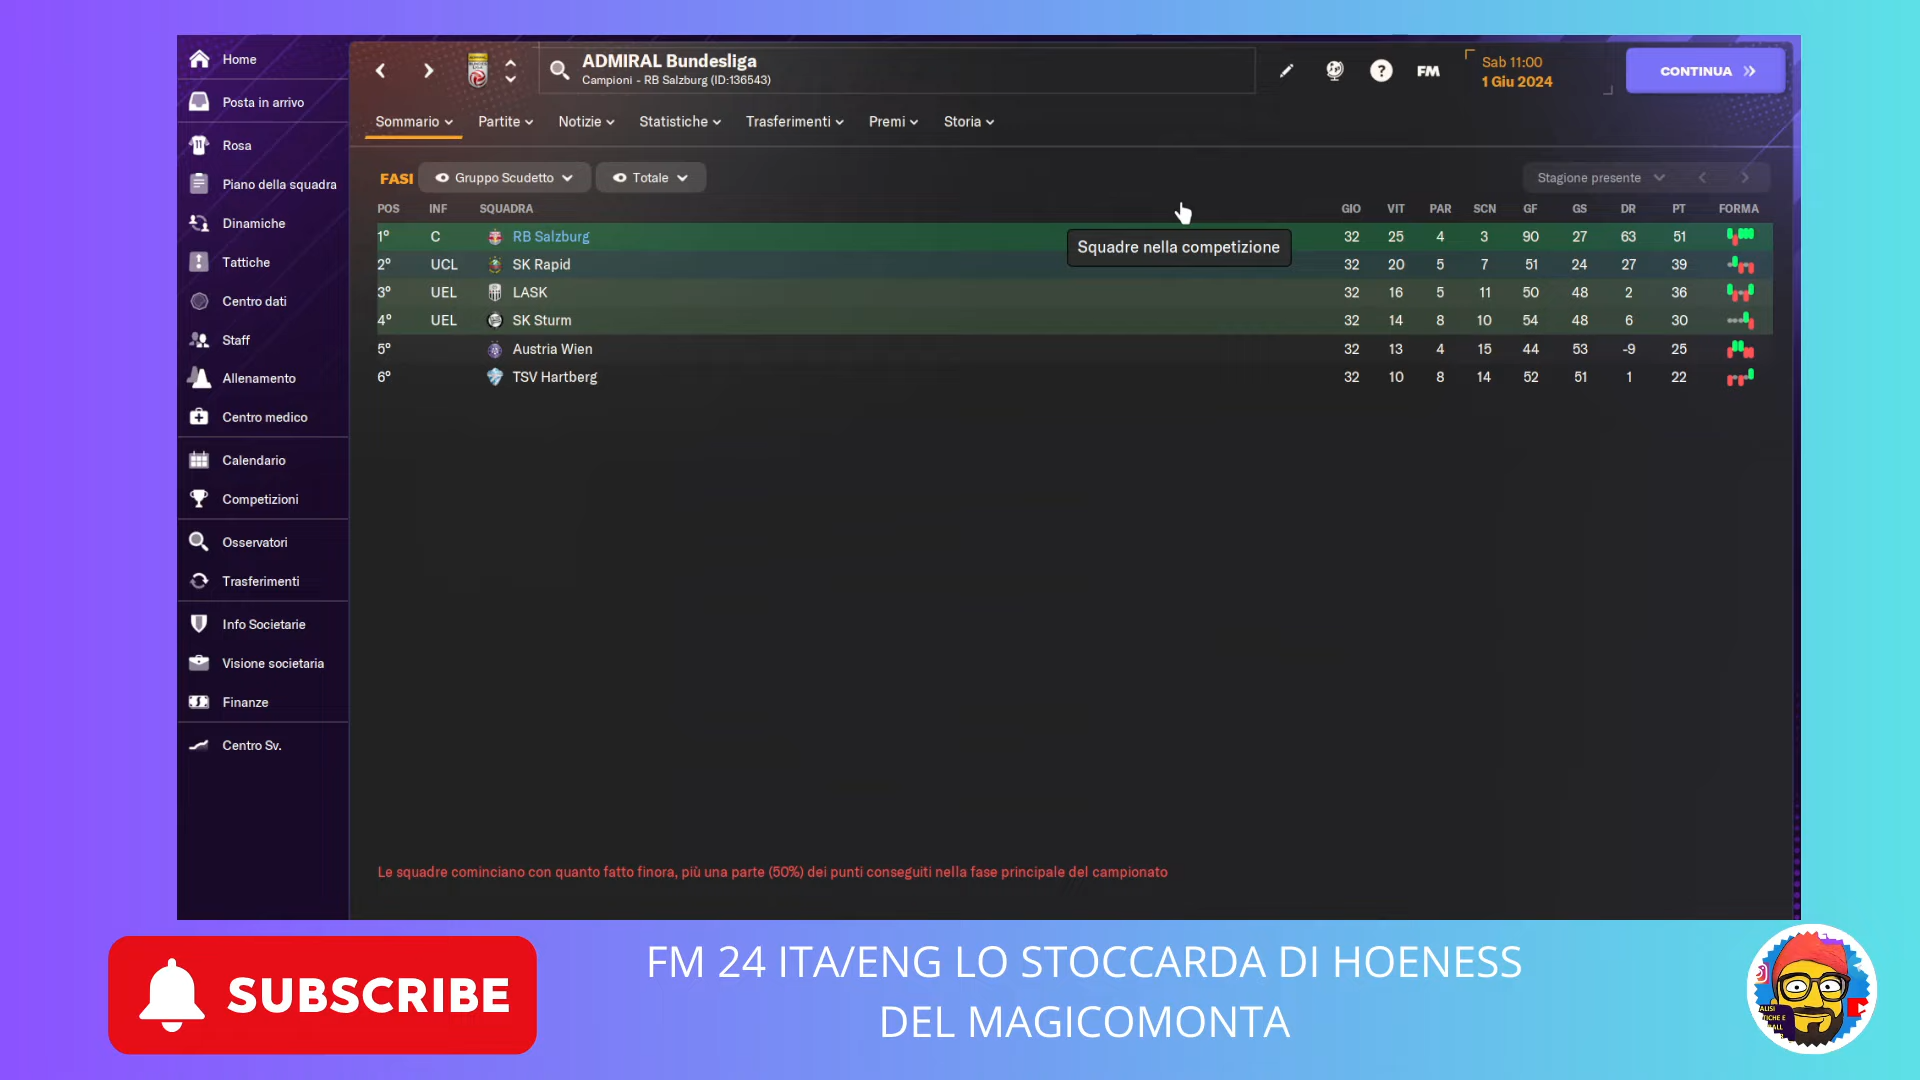 Home
Posta in arrivo
Rosa
Piano della squadra
Dinamiche
Tattiche
Centro dati
Staff
Allenamento
Centro medico
Calendario
Competizioni
Osservatori
Trasferimenti
Info Societarie
Visione societaria
Finanze
Centro Sv.
ADMIRAL Bundesliga
Campioni - RB Salzburg (ID:136543)
FM
Sab 11:00
1 Giu 2024
CONTINUA
Sommario Partite Notizie Statistiche Trasferimenti Premi Storia
FASI Gruppo Scudetto Totale Stagione presente
POS INF SQUADRA GIO VIT PAR SCN GF GS DR PT FORMA
1° C RB Salzburg 32 25 4 3 90 27 63 51
Squadre nella competizione
2° UCL SK Rapid 32 20 5 7 51 24 27 39
3° UEL LASK 32 16 5 11 50 48 2 36
4° UEL SK Sturm 32 14 8 10 54 48 6 30
5° Austria Wien 32 13 4 15 44 53 -9 25
6° TSV Hartberg 32 10 8 14 52 51 1 22
Le squadre cominciano con quanto fatto finora, più una parte (50%) dei punti conseguiti nella fase principale del campionato
SUBSCRIBE
FM 24 ITA/ENG LO STOCCARDA DI HOENESS
DEL MAGICOMONTA